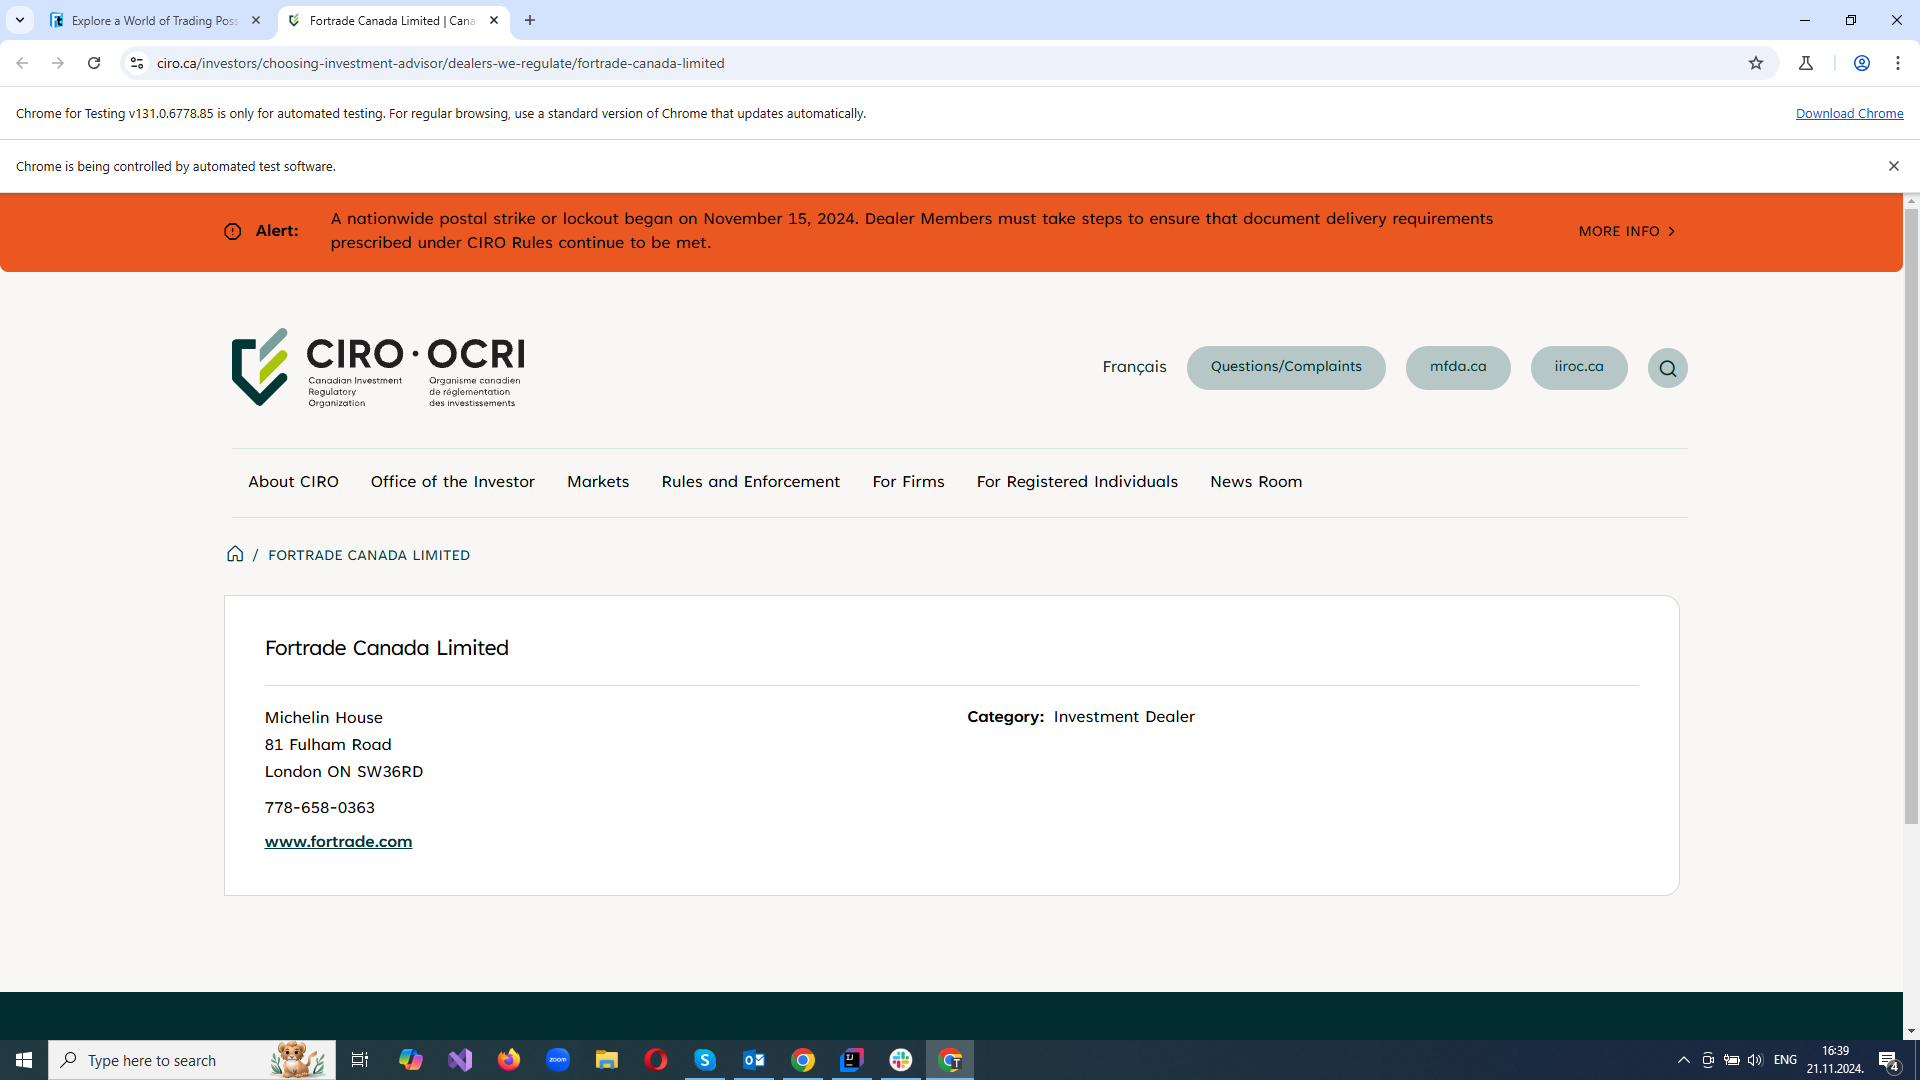 Explore a World of Trading Poss
Fortrade Canada Limited | Cana
ciro.ca/investors/choosing-investment-advisor/dealers-we-regulate/fortrade-canada-limited
Chrome for Testing v131.0.6778.85 is only for automated testing. For regular browsing, use a standard version of Chrome that updates automatically.
Download Chrome
Chrome is being controlled by automated test software.
Alert:
A nationwide postal strike or lockout began on November 15, 2024. Dealer Members must take steps to ensure that document delivery requirements
prescribed under CIRO Rules continue to be met.
MORE INFO
CIRO · OCRI
Canadian Investment
Regulatory
Organization
Organisme canadien
de réglementation
des investissements
Français
Questions/Complaints
mfda.ca
iiroc.ca
About CIRO
Office of the Investor
Markets
Rules and Enforcement
For Firms
For Registered Individuals
News Room
/ FORTRADE CANADA LIMITED
Fortrade Canada Limited
Michelin House
81 Fulham Road
London ON SW36RD
778-658-0363
www.fortrade.com
Category: Investment Dealer
Type here to search
zoom
ENG
16:39
21.11.2024.
4